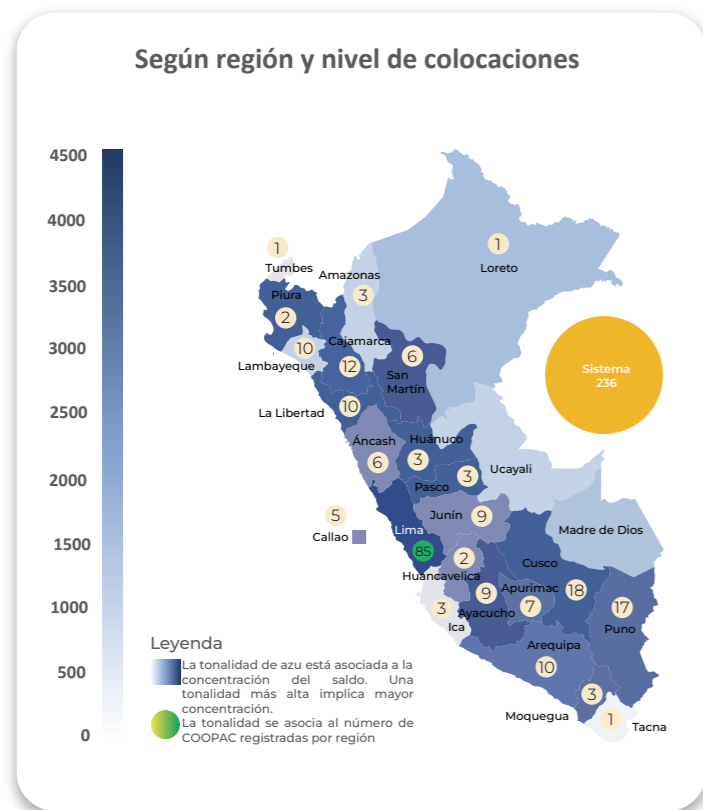 Según región y nivel de colocaciones
4500
4000
3500
3000
2500
2000
1500
1000
500
0
1
Tumbes
Amazonas
3
1
Loreto
Piura
2
10
Lambayeque
Cajamarca
12
6
San
Martín
Sistema
236
La Libertad
10
Áncash
6
Huánuco
3
3
Pasco
Ucayali
5
Callao
Junín
9
Madre de Dios
Lima
85
2
Huancavelica
Cusco
18
Apurimac
7
9
Ayacucho
17
Puno
3
Ica
Arequipa
10
3
Moquegua
1
Tacna
Leyenda
La tonalidad de azu está asociada a la
concentración del saldo. Una
tonalidad más alta implica mayor
concentración.
La tonalidad se asocia al número de
COOPAC registradas por región